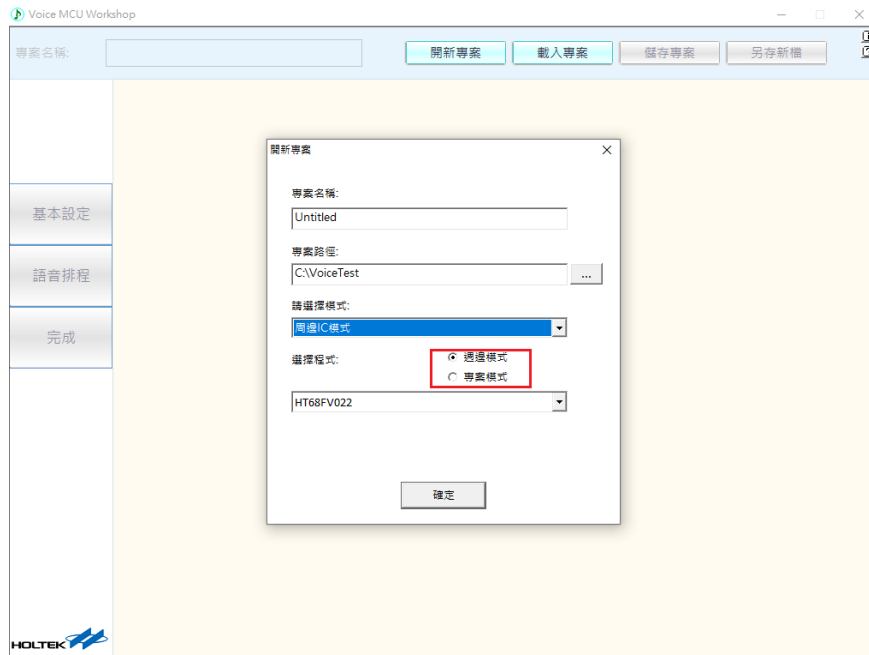 Voice MCU Workshop
專案名稱:
開新專案
載入專案
儲存專案
另存新檔
基本設定
語音排程
完成
開新專案
專案名稱:
Untitled
專案路徑:
C:\VoiceTest
...
請選擇模式:
周邊IC模式
選擇程式:
週邊模式
專案模式
HT68FV022
確定
HOLTEK